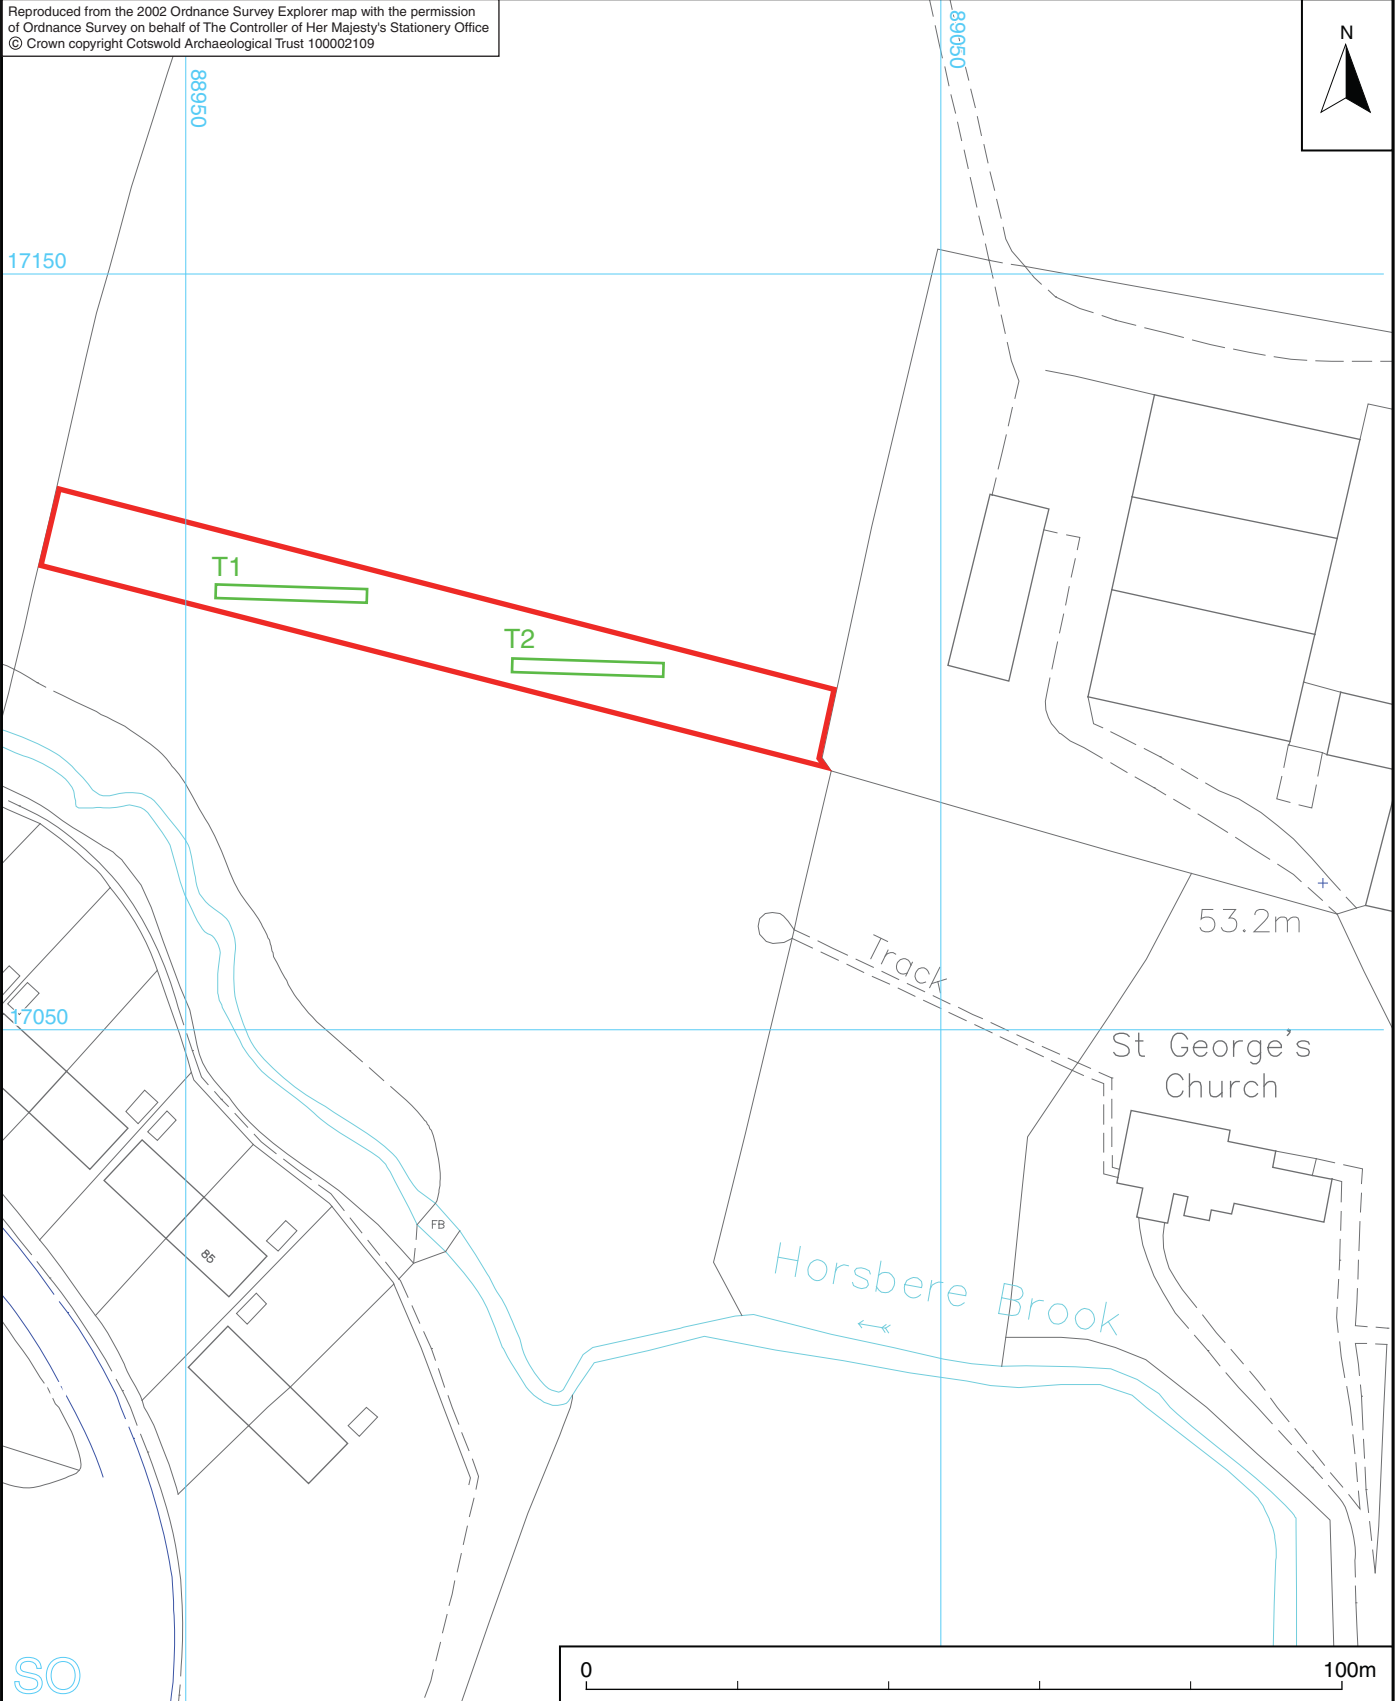 Reproduced from the 2002 Ordnance Survey Explorer map with the permission
of Ordnance Survey on behalf of The Controller of Her Majesty's Stationery Office
© Crown copyright Cotswold Archaeological Trust 100002109
N
88950
89050
17150
T1
T2
53.2m
Track
17050
St George's
Church
FB
85
Horsbere Brook
SO
0
100m